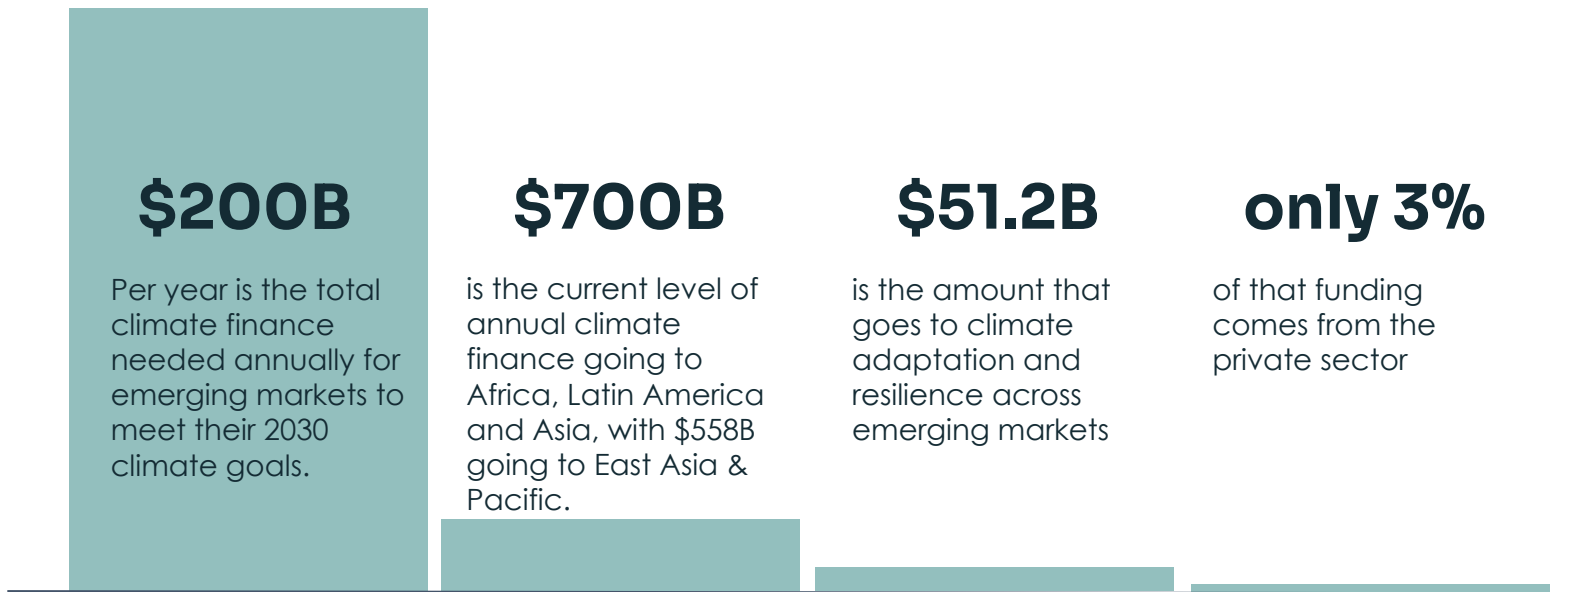 $200B
Per year is the total
climate finance
needed annually for
emerging markets to
meet their 2030
climate goals.
$700B
is the current level of
annual climate
finance going to
Africa, Latin America
and Asia, with $558B
going to East Asia &
Pacific.
$51.2B
is the amount that
goes to climate
adaptation and
resilience across
emerging markets
only 3%
of that funding
comes from the
private sector